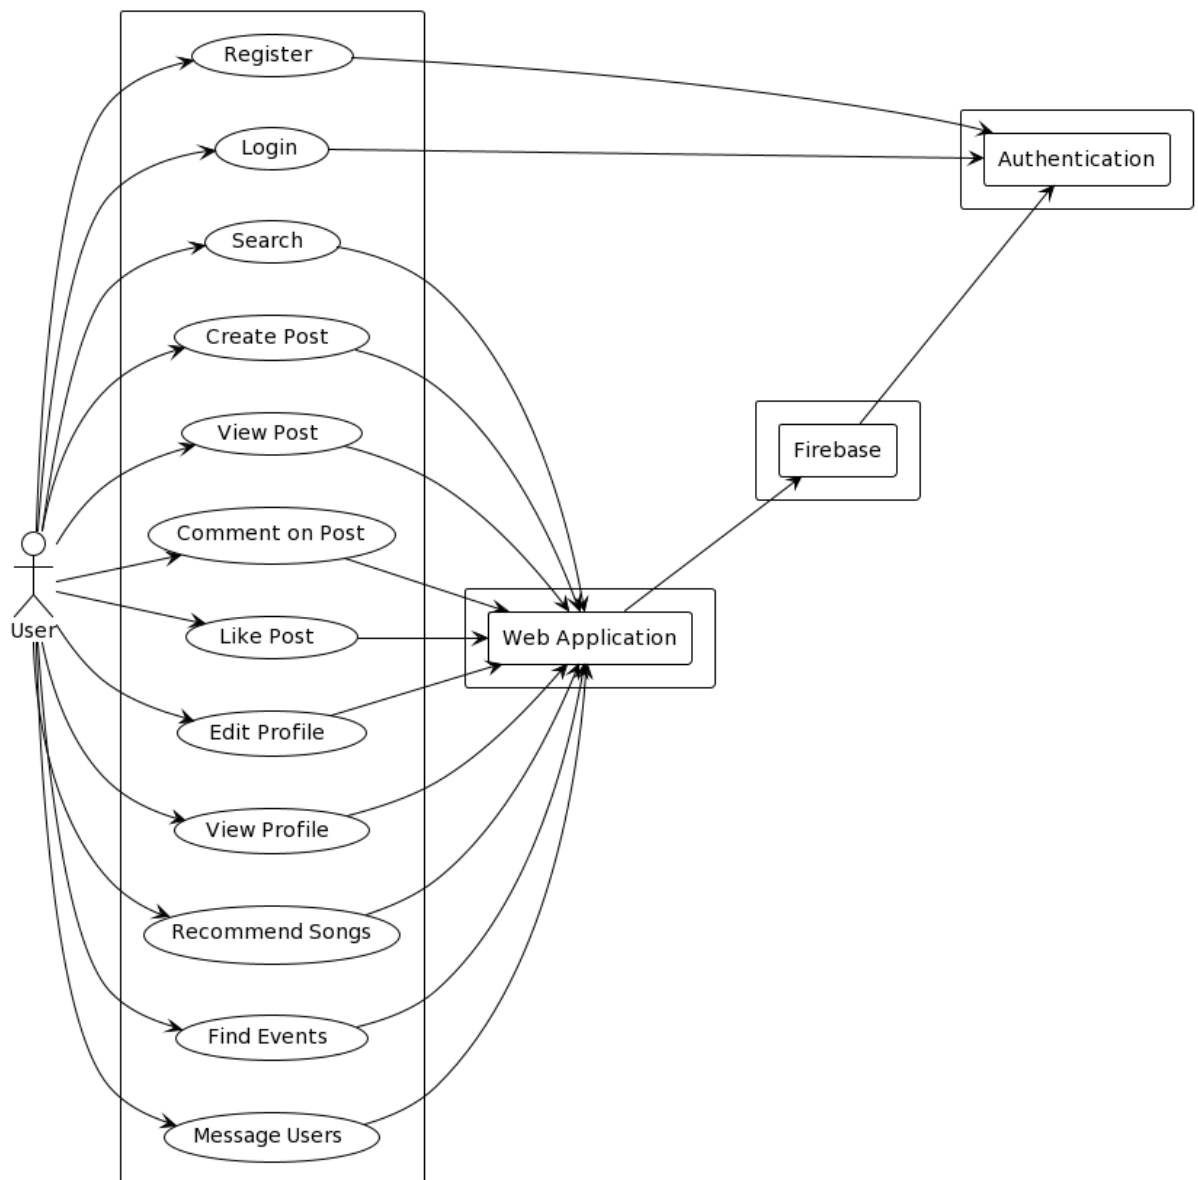 Register
Login
Search
Create Post
View Post
Comment on Post
Like Post
Edit Profile
View Profile
Recommend Songs
Find Events
Message Users
User
Web Application
Firebase
Authentication